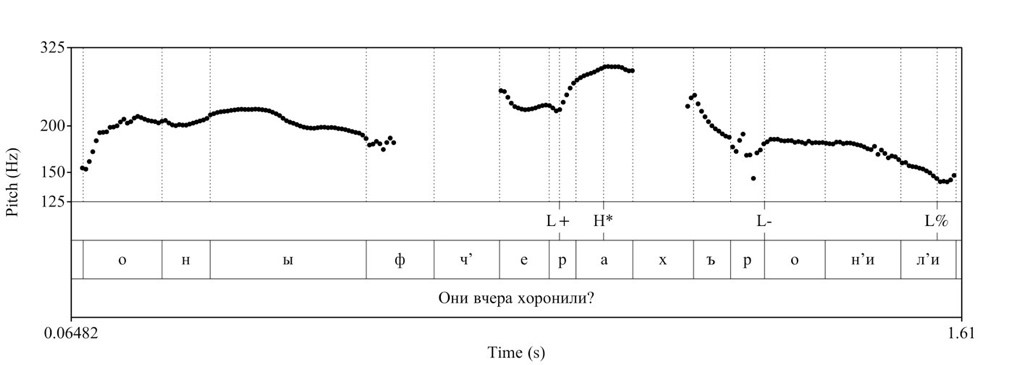 325
200
150
125
Pitch (Hz)
L+ H* L- L%
о н ы ф ч’ е р а х ъ р о н’и л’и
Они вчера хоронили?
0.06482 1.61
Time (s)